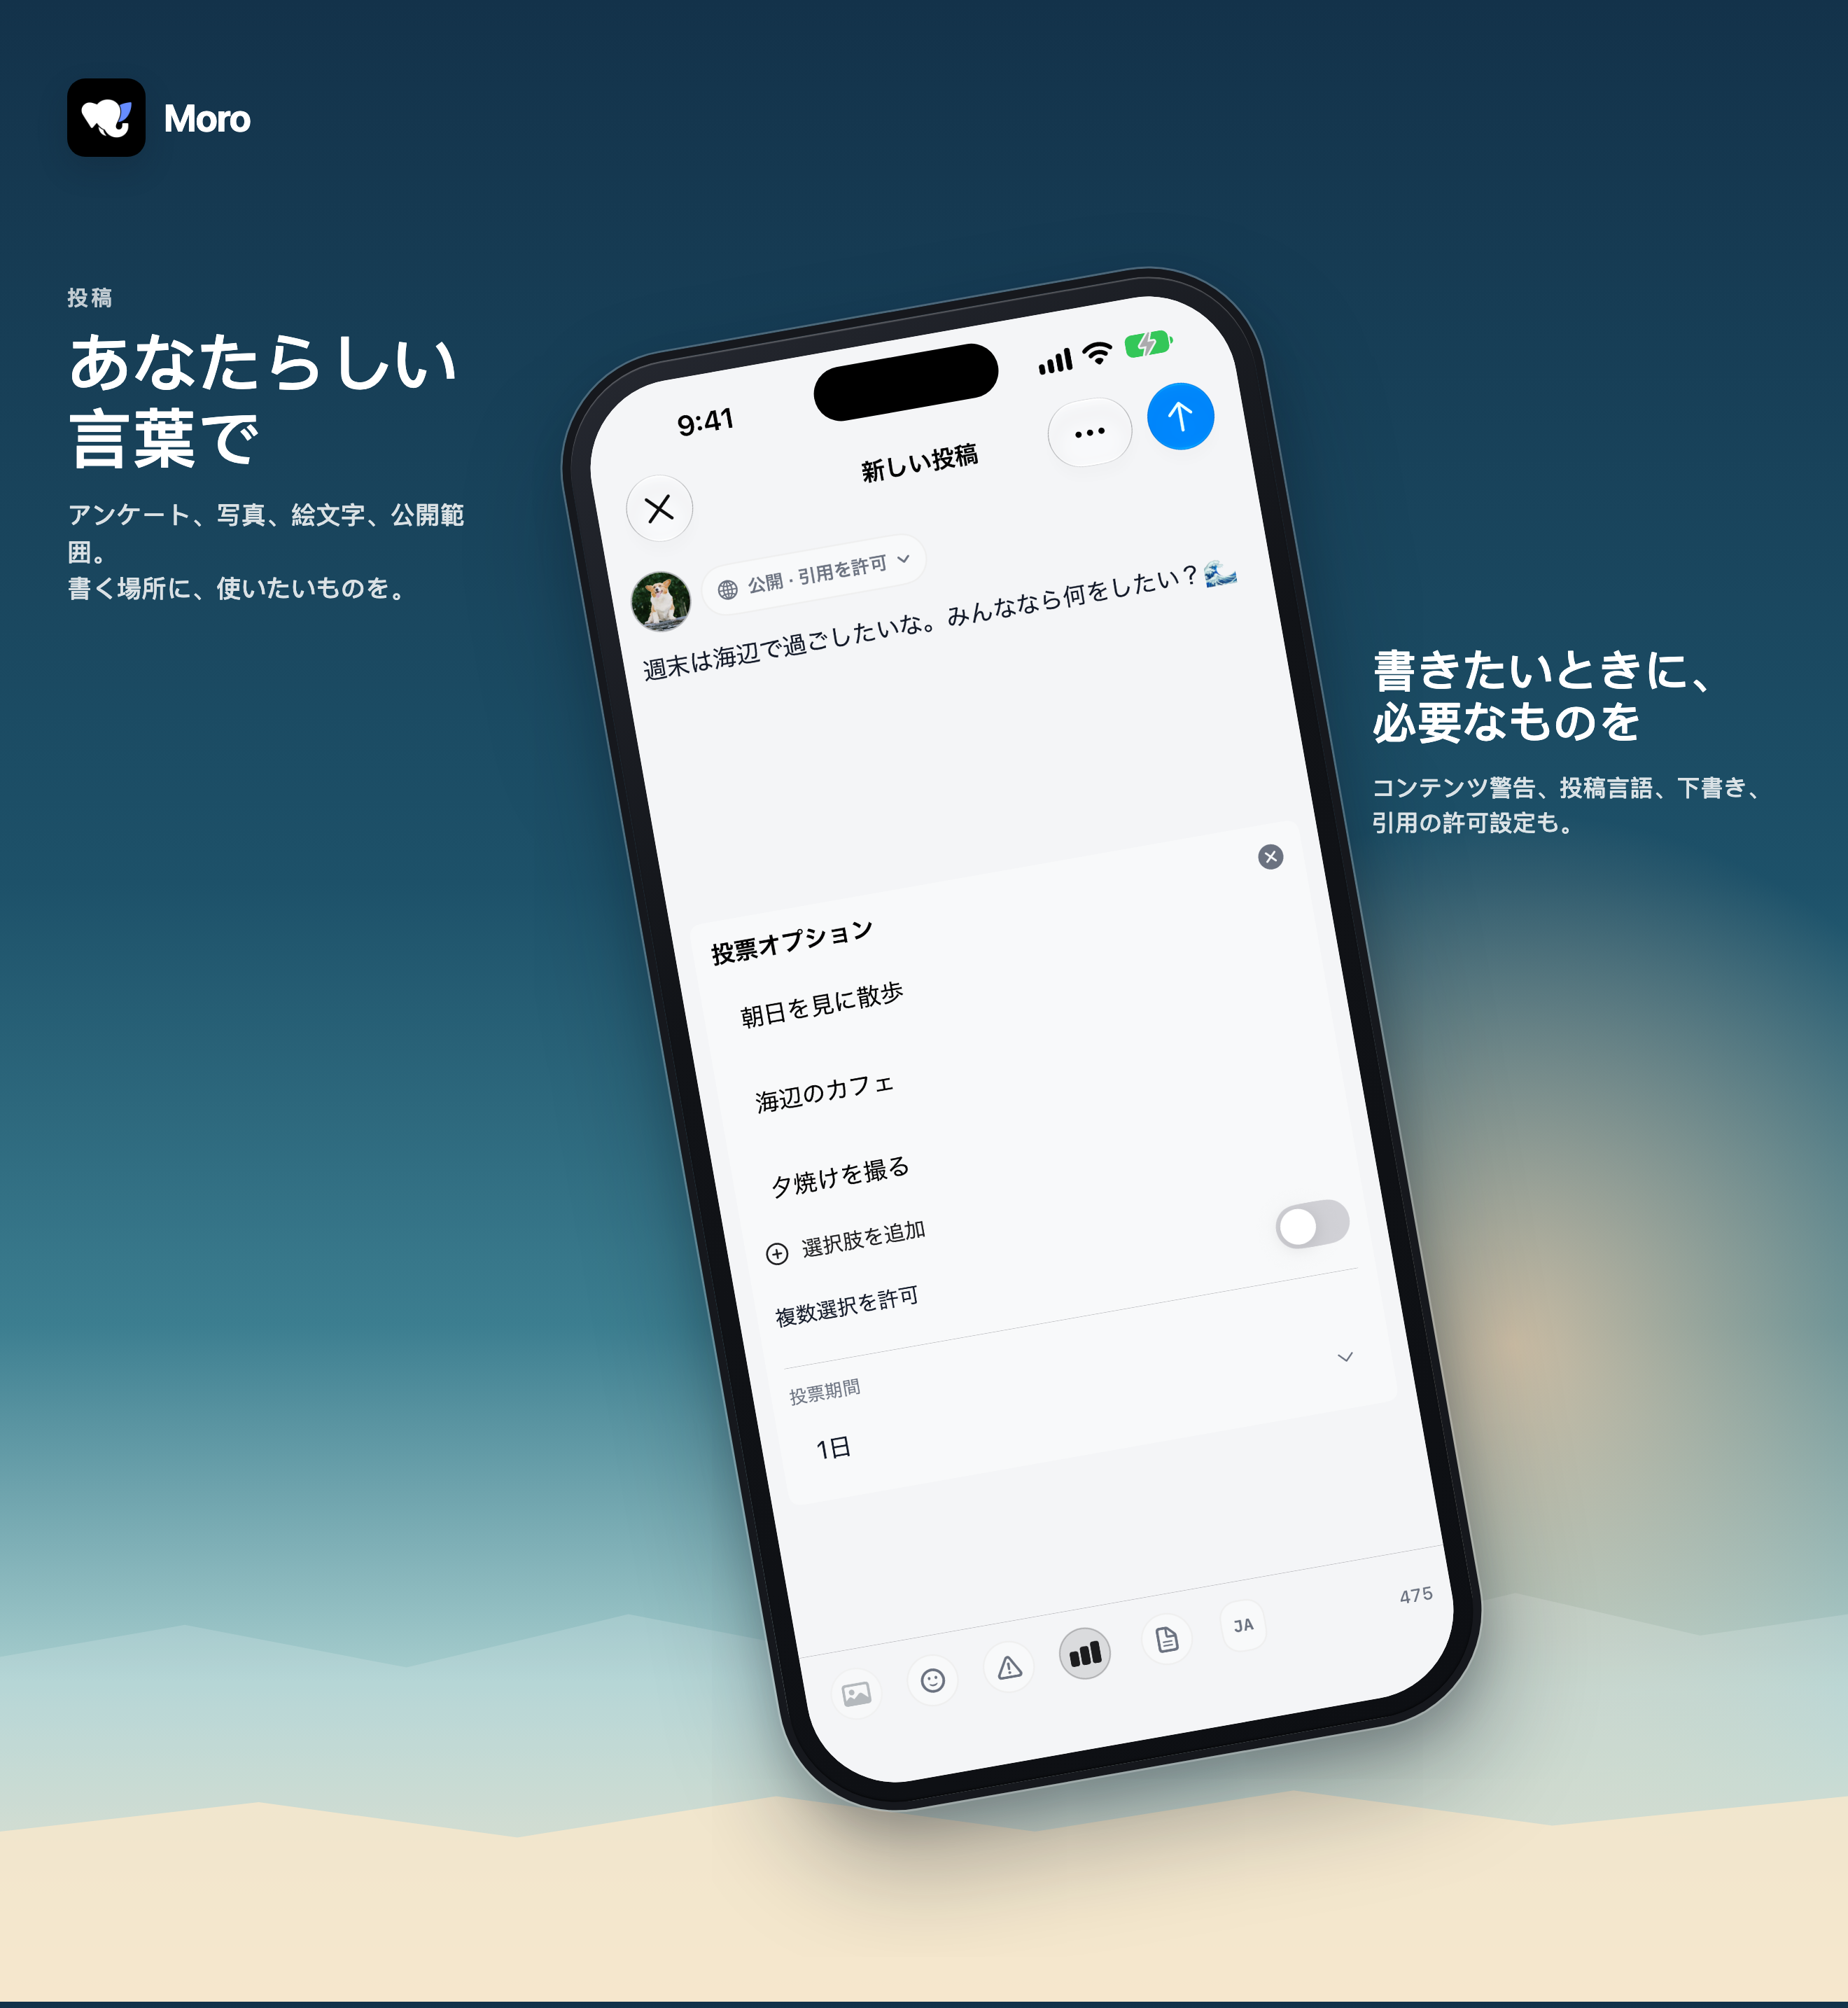 Moro
投稿
あなたらしい
言葉で
アンケート、写真、絵文字、公開範
囲。
書く場所に、使いたいものを。
9:41
新しい投稿
公開 · 引用を許可
週末は海辺で過ごしたいな。みんななら何をしたい？🌊
投票オプション
朝日を見に散歩
海辺のカフェ
夕焼けを撮る
選択肢を追加
複数選択を許可
投票期間
1日
JA
475
書きたいときに、
必要なものを
コンテンツ警告、投稿言語、下書き、
引用の許可設定も。